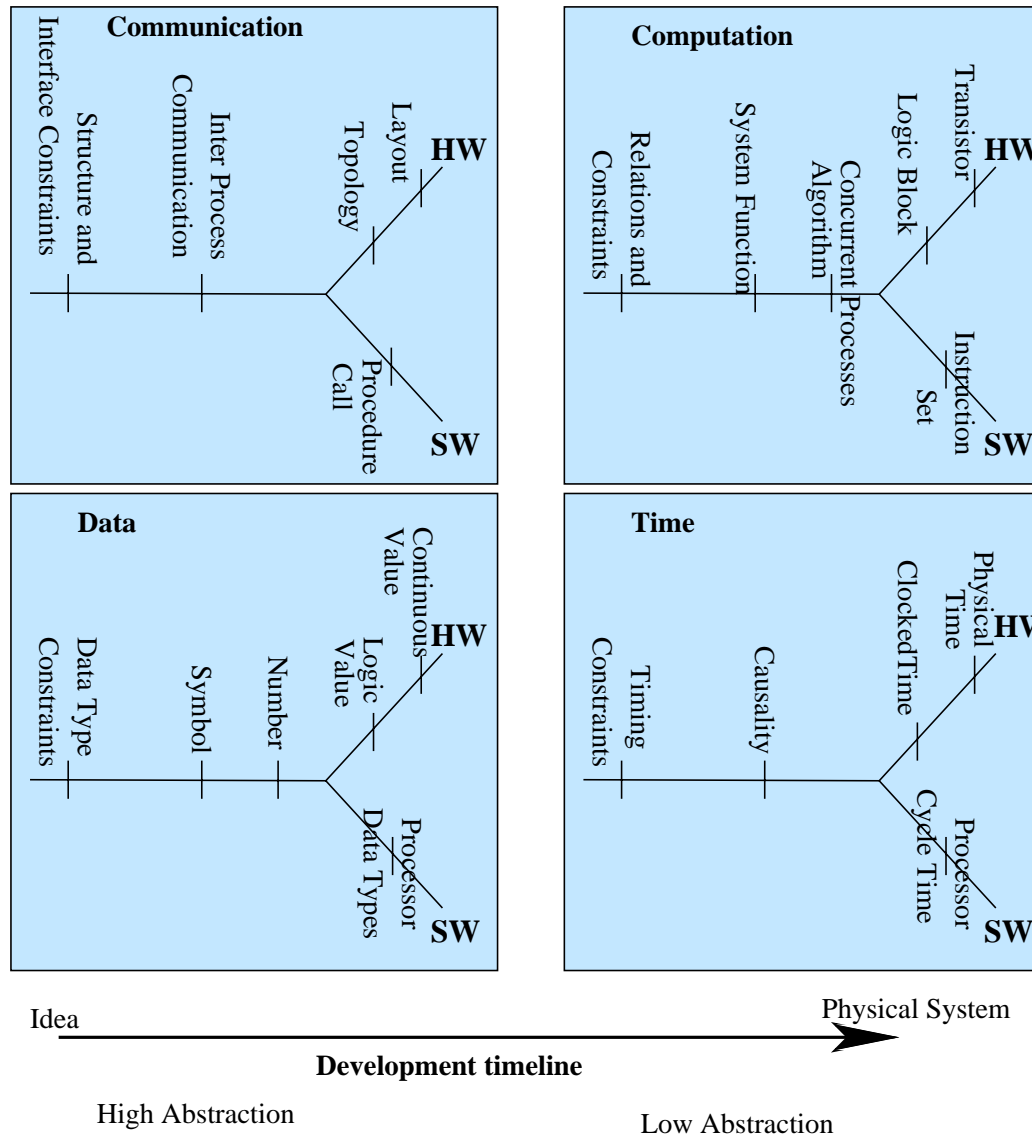 Communication
Interface Constraints
Structure and
Communication
Inter Process
Topology
Layout
HW
Procedure
Call
SW
Computation
Relations and
Constraints
System Function
Concurrent Processes
Algorithm
Logic Block
Transistor
HW
Instruction
Set
SW
Data
Data Type
Constraints
Symbol
Number
Logic
Value
Continuous
Value
HW
Processor
Data Types
SW
Time
Timing
Constraints
Causality
ClockedTime
Physical
Time
HW
Processor
Cycle Time
SW
Idea
Physical System
Development timeline
High Abstraction
Low Abstraction